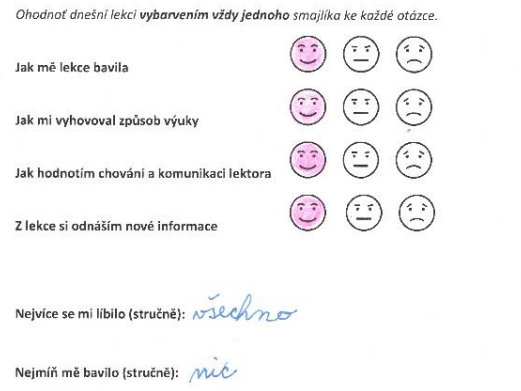 Ohodnoť dnešní lekci vybarvením vždy jednoho smajlíka ke každé otázce.
Jak mě lekce bavila
Jak mi vyhovoval způsob výuky
Jak hodnotím chování a komunikaci lektora
Z lekce si odnáším nové informace
Nejvíce se mi líbilo (stručně): všechno
Nejmíň mě bavilo (stručně): nic